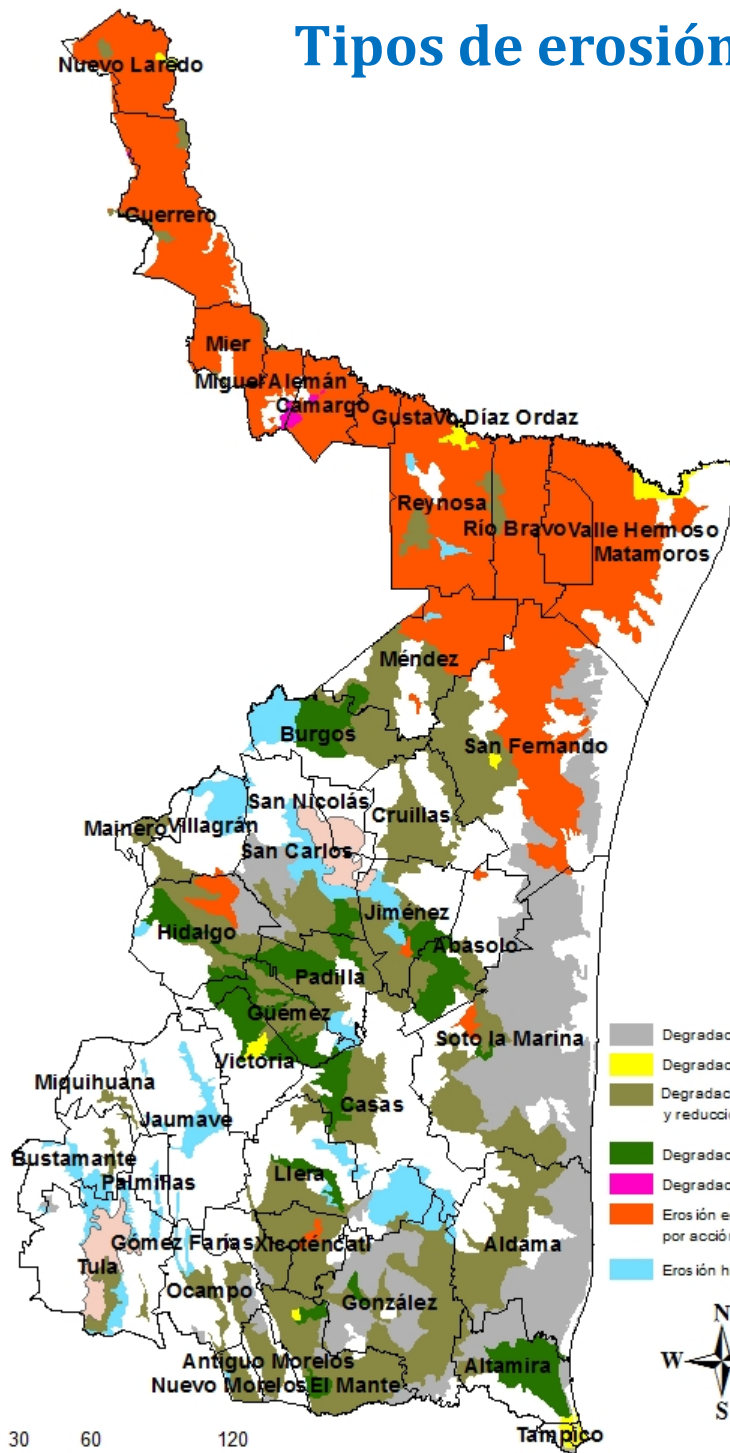 Tipos de erosión
Nuevo Laredo
Guerrero
Mier
Miguel Alemán
Camargo
Gustavo Díaz Ordaz
Reynosa
Río Bravo
Valle Hermoso
Matamoros
Méndez
Burgos
San Fernando
San Nicolás
Cruillas
Mainero
Villagrán
San Carlos
Jiménez
Hidalgo
Abasolo
Padilla
Güemez
Soto la Marina
Victoria
Miquihuana
Casas
Jaumave
Bustamante
Llera
Palmillas
Gómez Farías
Xicoténcatl
Aldama
Tula
Ocampo
González
Antiguo Morelos
Altamira
Nuevo Morelos
El Mante
Tampico
Degradac
Degradac
Degradac
y reducció
Degradac
Degradac
Erosión e
por acción
Erosión h
N
W
S
30 60 120